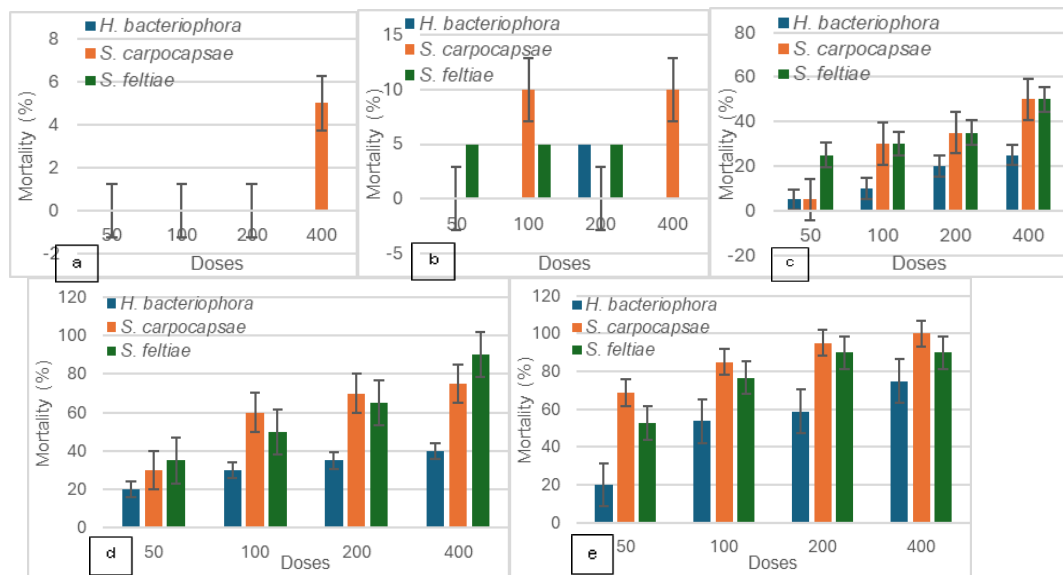 H. bacteriophora
S. carpocapsae
S. feltiae
Mortality (%)
8
6
4
2
0
-2
50 100 200 400
Doses
a
H. bacteriophora
S. carpocapsae
S. feltiae
Mortality (%)
15
10
5
0
-5
50 100 200 400
Doses
b
H. bacteriophora
S. carpocapsae
S. feltiae
Mortality (%)
80
60
40
20
0
-20
50 100 200 400
Doses
c
H. bacteriophora
S. carpocapsae
S. feltiae
Mortality (%)
120
100
80
60
40
20
0
50 100 200 400
Doses
d
H. bacteriophora
S. carpocapsae
S. feltiae
Mortality (%)
120
100
80
60
40
20
0
50 100 200 400
Doses
e